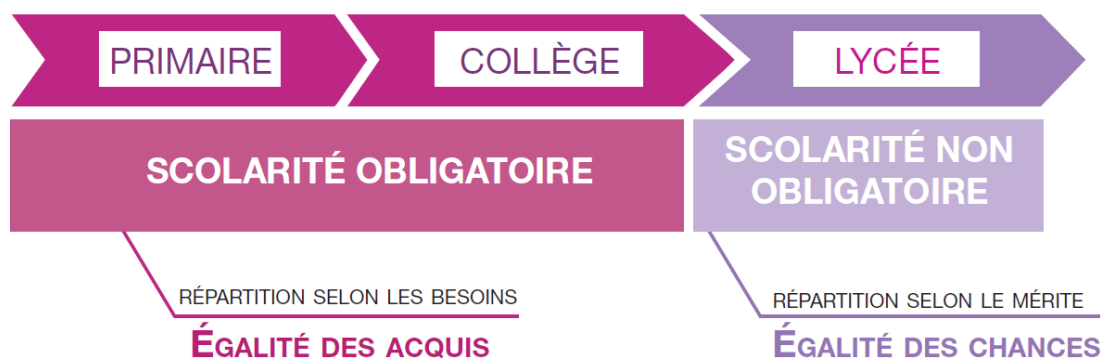 PRIMAIRE
COLLÈGE
LYCÉE
SCOLARITÉ OBLIGATOIRE
SCOLARITÉ NON
OBLIGATOIRE
RÉPARTITION SELON LES BESOINS
ÉGALITÉ DES ACQUIS
RÉPARTITION SELON LE MÉRITE
ÉGALITÉ DES CHANCES